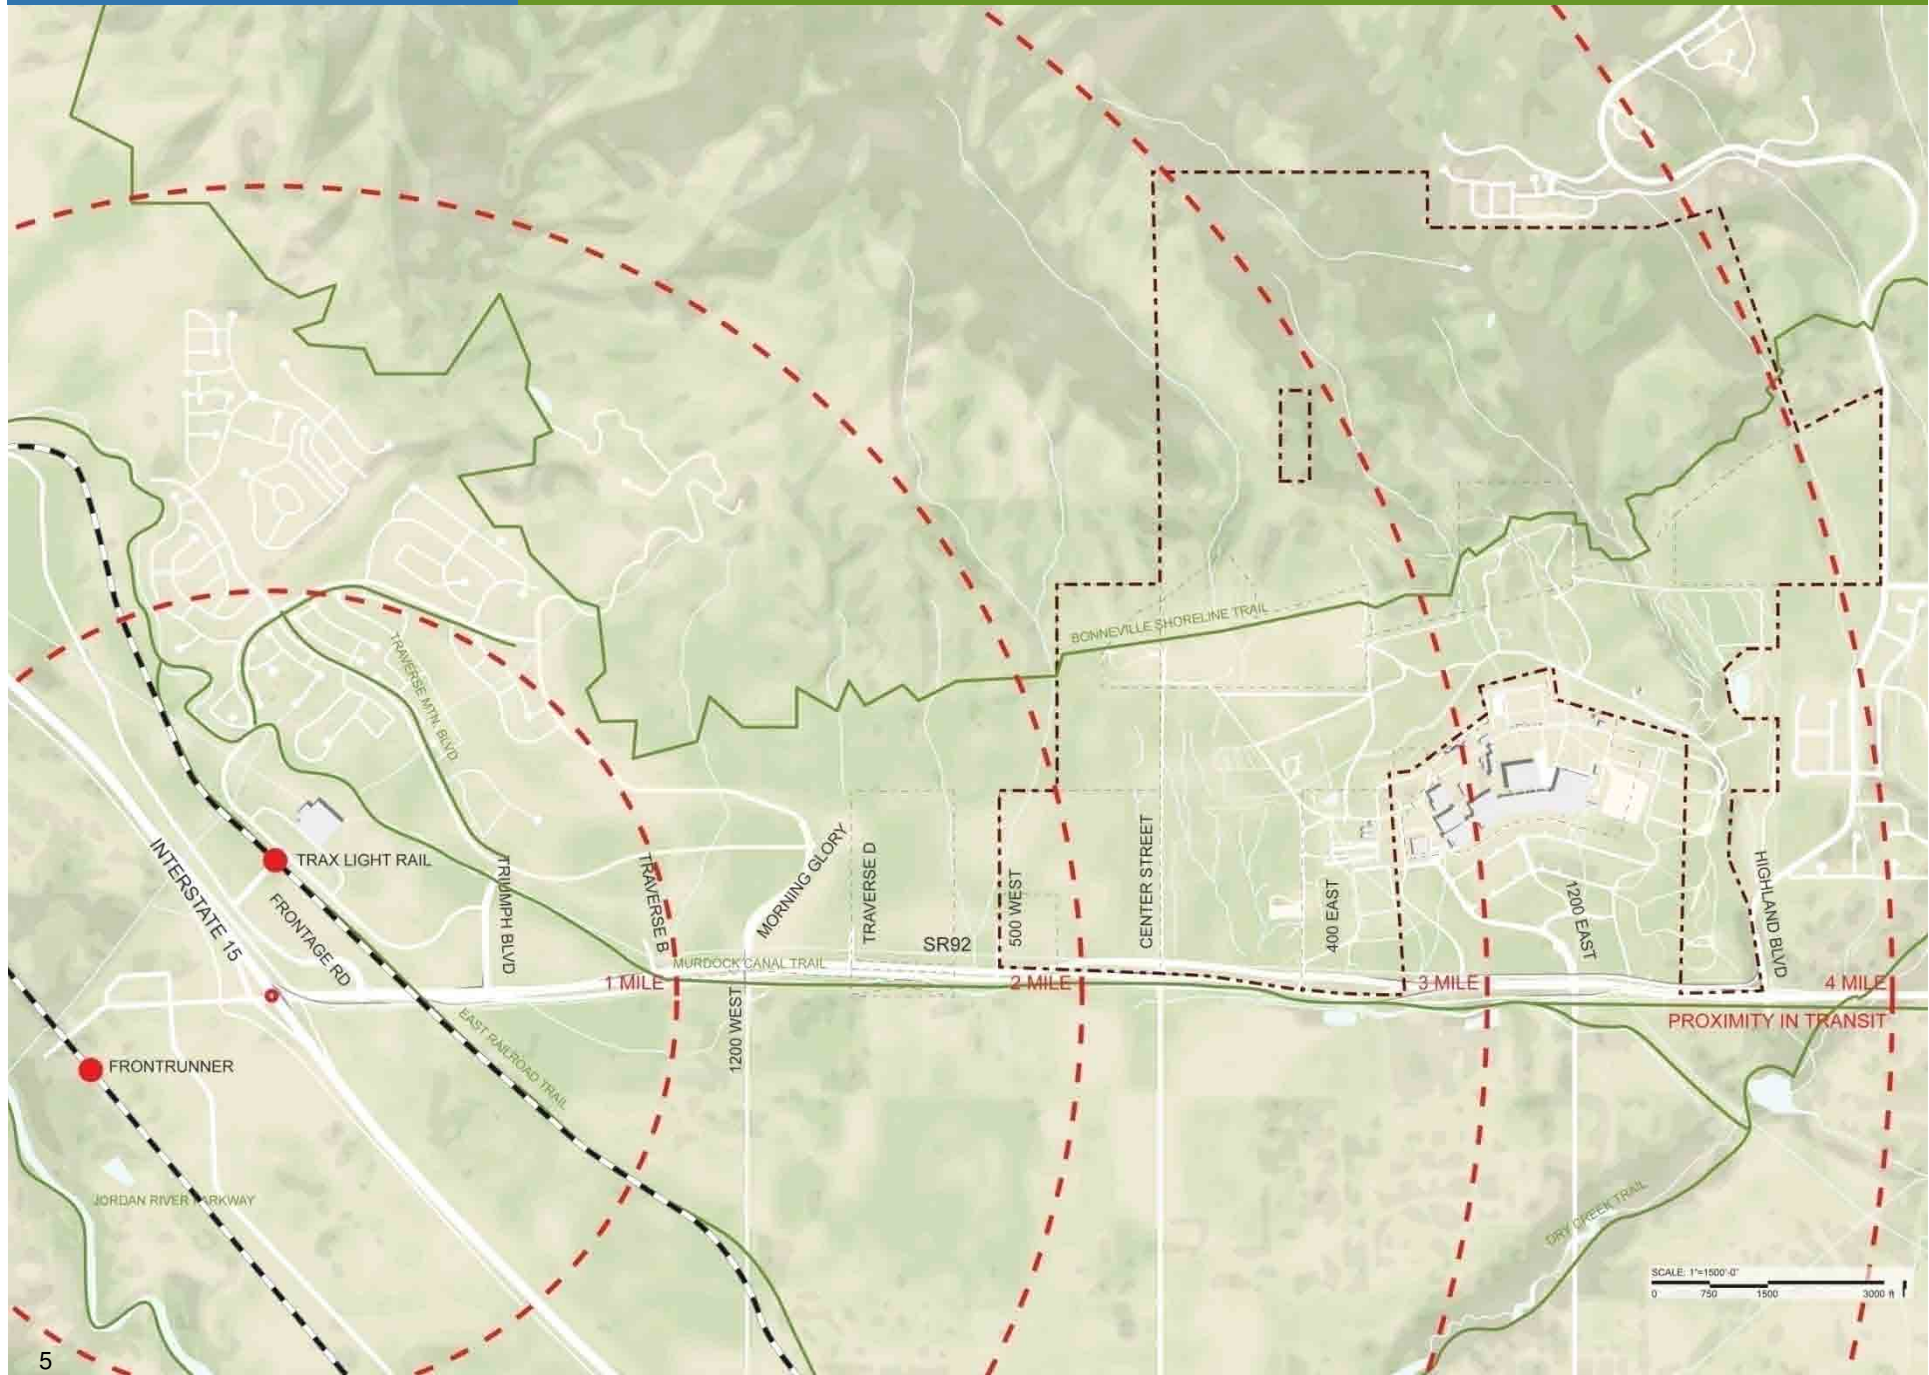 BONNEVILLE SHORELINE TRAIL
TRAVERSE MTN. BLVD
INTERSTATE 15
TRAX LIGHT RAIL
FRONTAGE RD
TRIUMPH BLVD
TRAVERSE B
MORNING GLORY
TRAVERSE D
SR92
500 WEST
CENTER STREET
400 EAST
1200 EAST
HIGHLAND BLVD
MURDOCK CANAL TRAIL
1 MILE
2 MILE
3 MILE
4 MILE
PROXIMITY IN TRANSIT
1200 WEST
EAST RAILROAD TRAIL
FRONTRUNNER
JORDAN RIVER PARKWAY
DRY CREEK TRAIL
SCALE: 1"=1500'-0"
0 750 1500 3000 ft
5